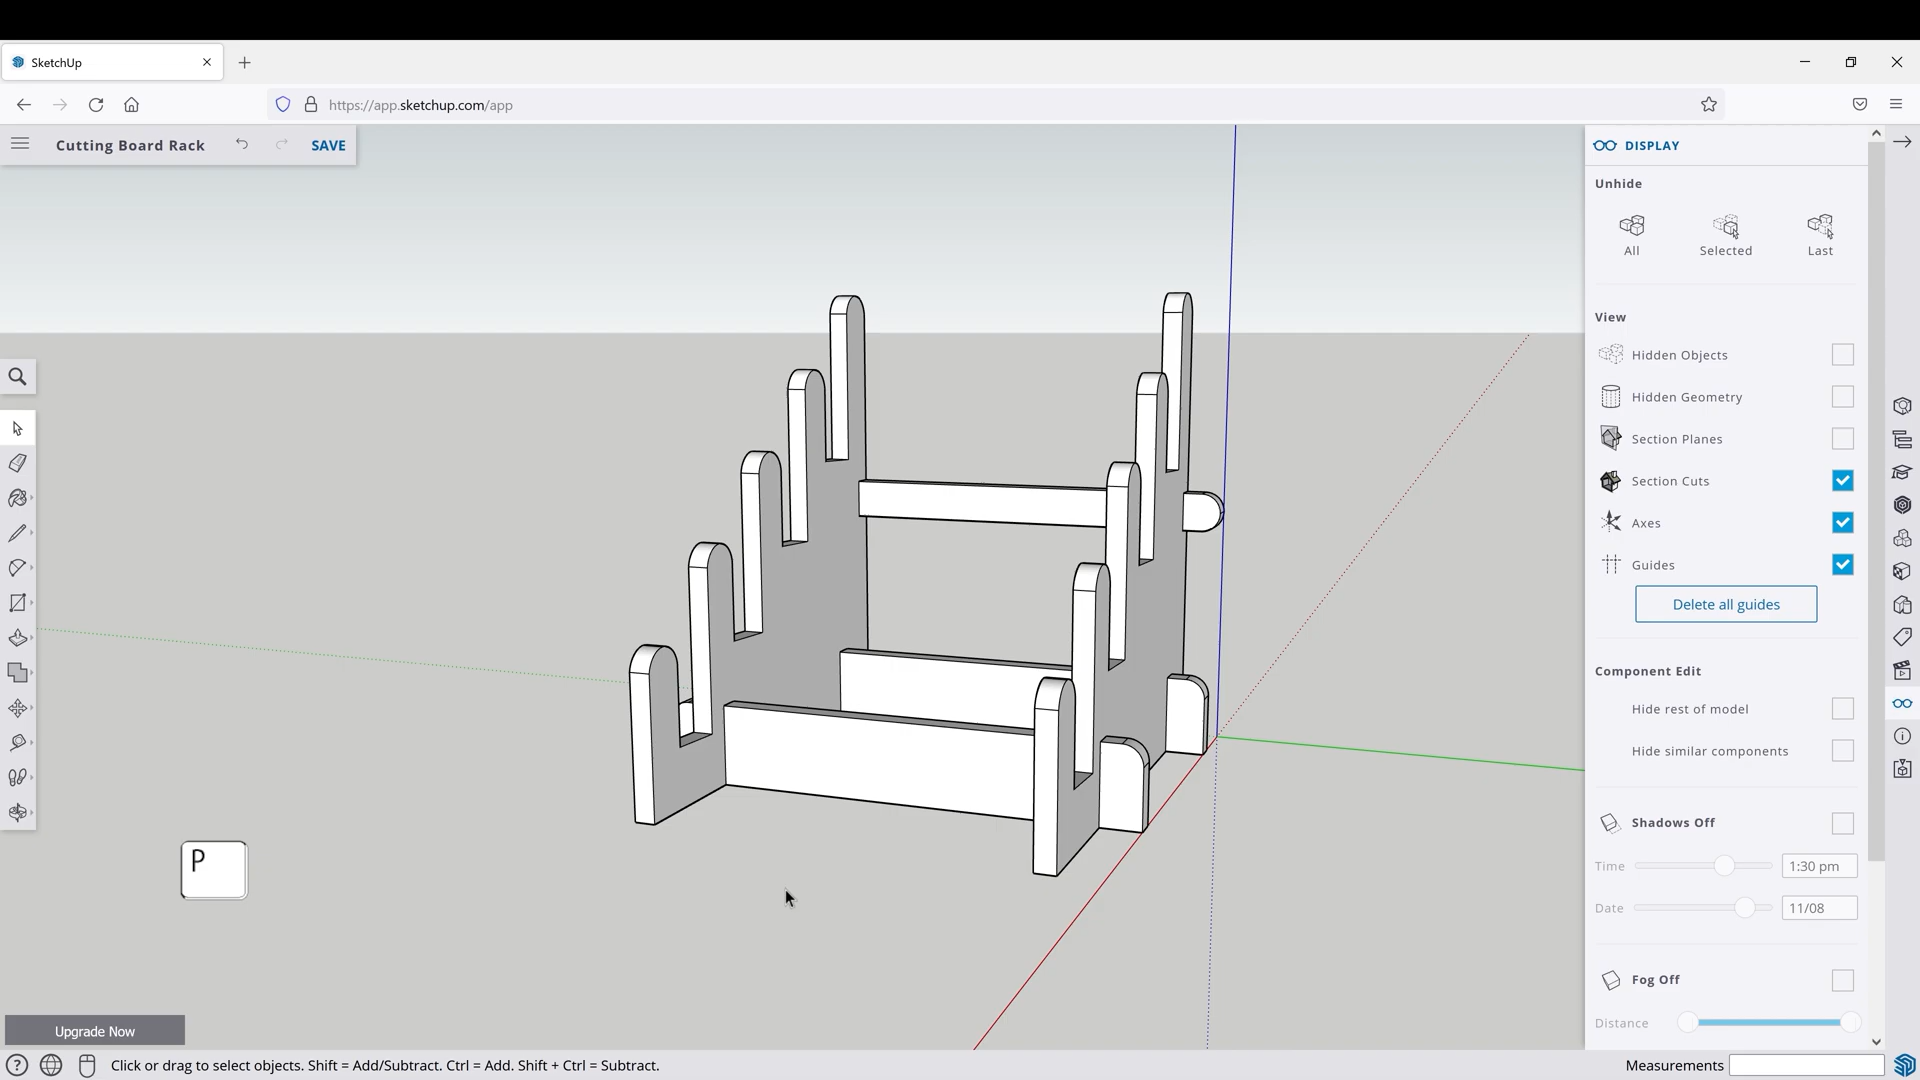 SketchUp
https://app.sketchup.com/app
Cutting Board Rack
SAVE
DISPLAY
Unhide
All
Selected
Last
View
Hidden Objects
Hidden Geometry
Section Planes
Section Cuts
Axes
Guides
Delete all guides
Component Edit
Hide rest of model
Hide similar components
Shadows Off
Time
1:30 pm
Date
11/08
Fog Off
Distance
P
Upgrade Now
Click or drag to select objects. Shift = Add/Subtract. Ctrl = Add. Shift + Ctrl = Subtract.
Measurements